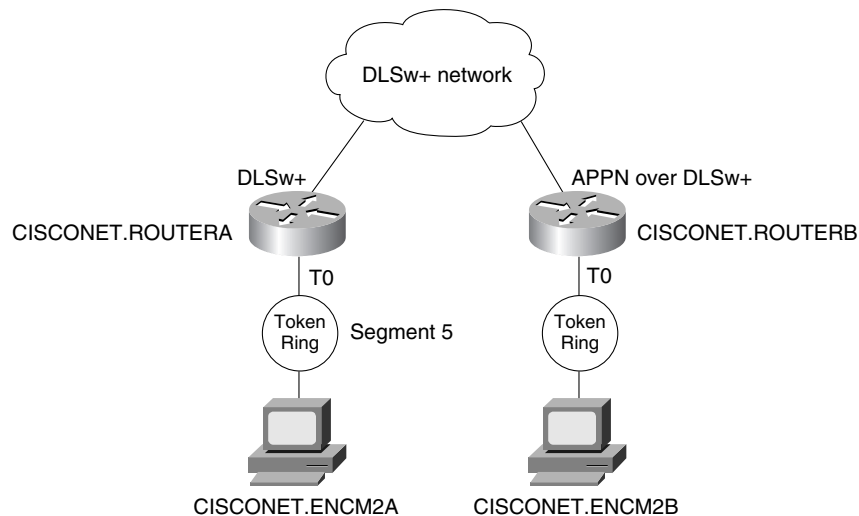 DLSw+ network
DLSw+
APPN over DLSw+
CISCONET.ROUTERA
CISCONET.ROUTERB
T0
T0
Token
Ring
Segment 5
Token
Ring
CISCONET.ENCM2A
CISCONET.ENCM2B